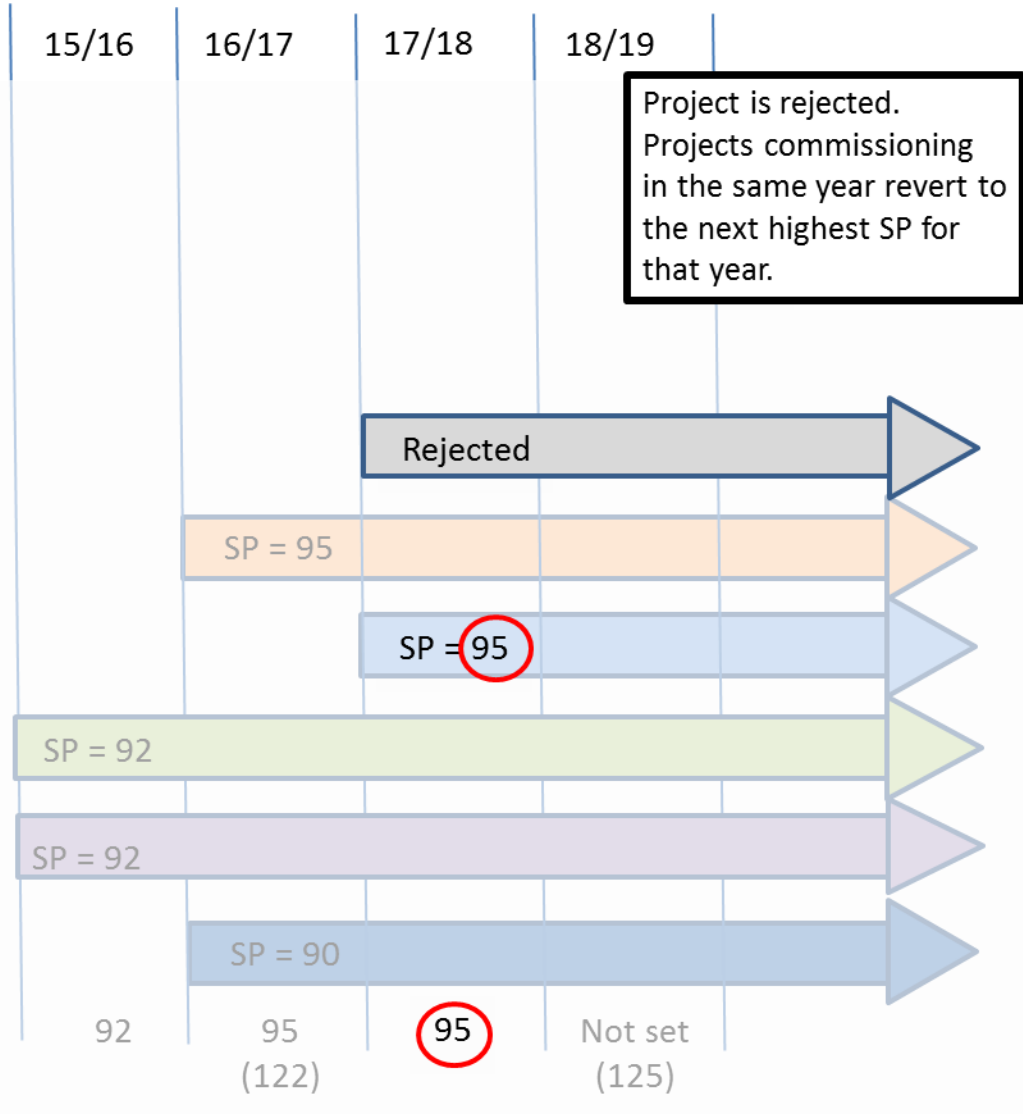 15/16 16/17 17/18 18/19
Project is rejected.
Projects commissioning
in the same year revert to
the next highest SP for
that year.
Rejected
SP = 95
SP = 95
SP = 92
SP = 92
SP = 90
92 95 95 Not set
(122) (125)